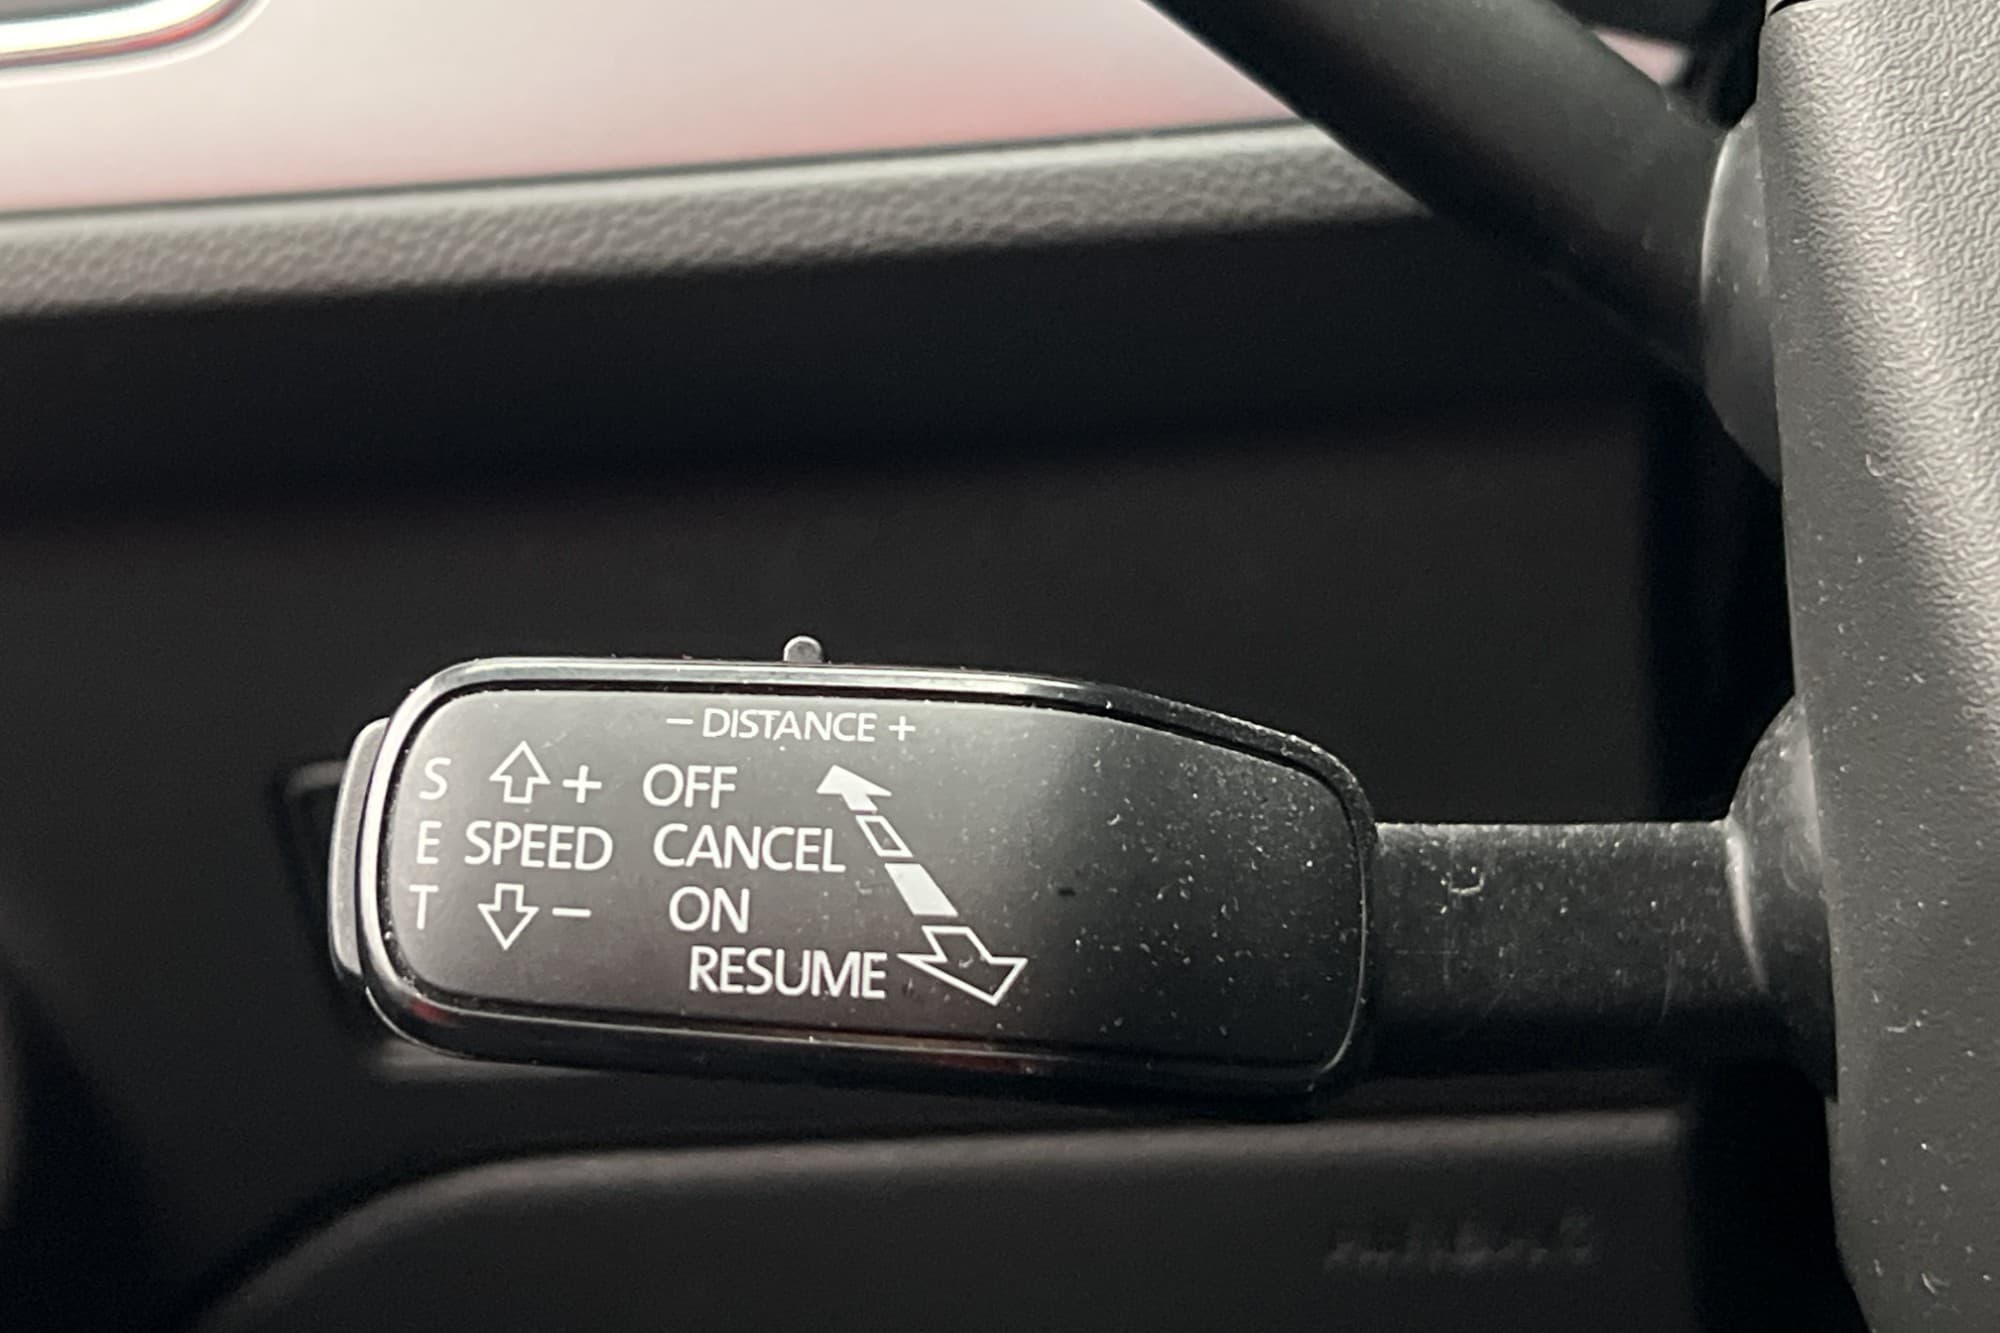 − DISTANCE +
S + OFF
E SPEED CANCEL
T − ON
RESUME